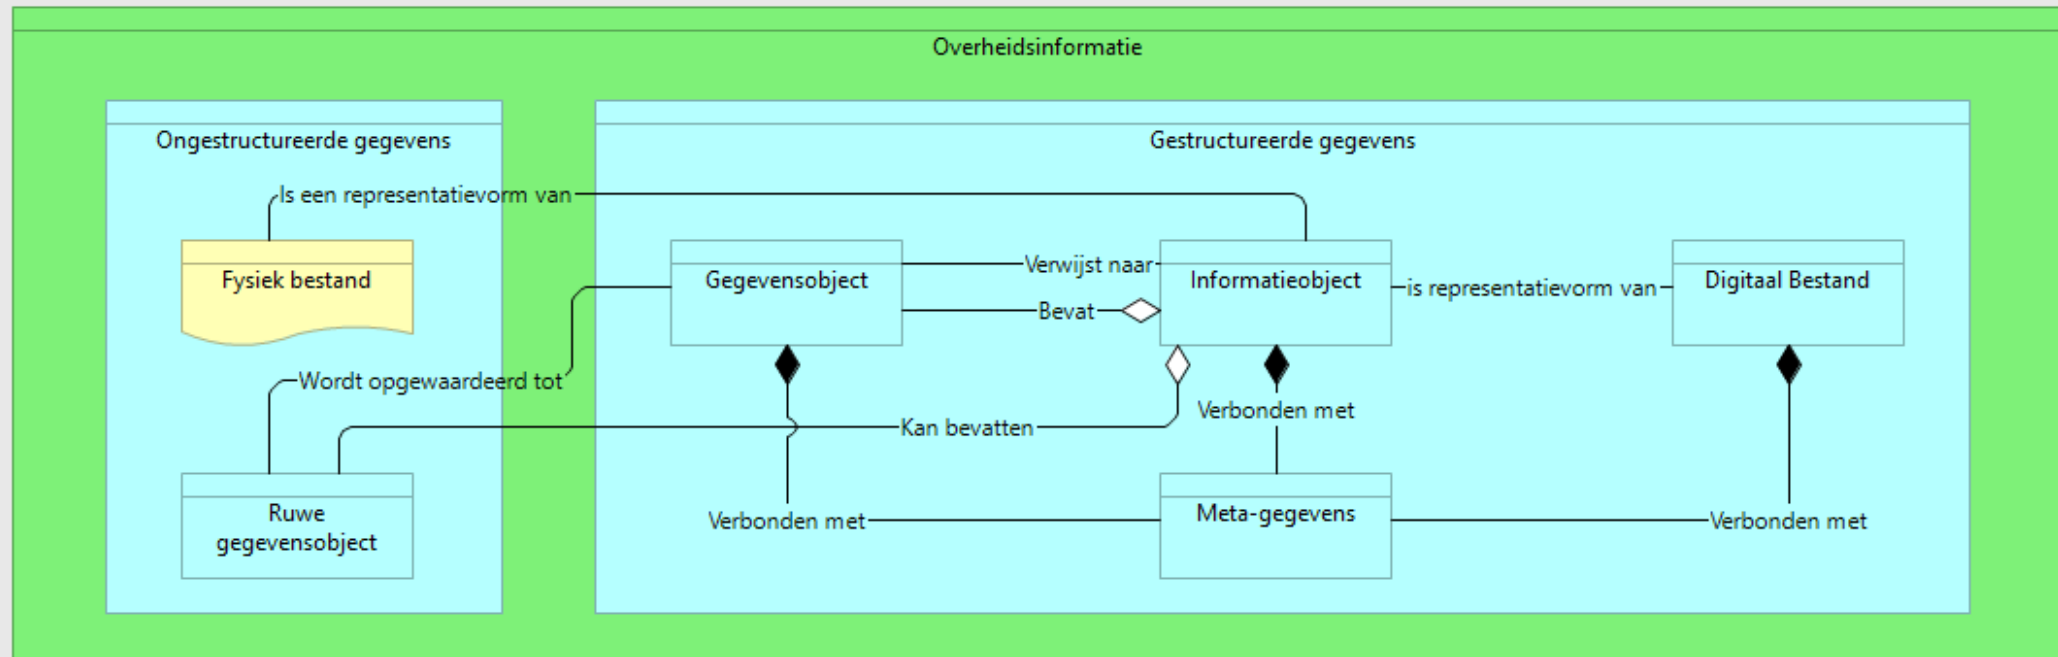 Overheidsinformatie
Ongestructureerde gegevens
Gestructureerde gegevens
Is een representatievorm van
Verwijst naar
Fysiek bestand
Gegevensobject
Informatieobject
is representatievorm van
Digitaal Bestand
Bevat
Wordt opgewaardeerd tot
Verbonden met
Kan bevatten
Ruwe
gegevensobject
Verbonden met
Meta-gegevens
Verbonden met